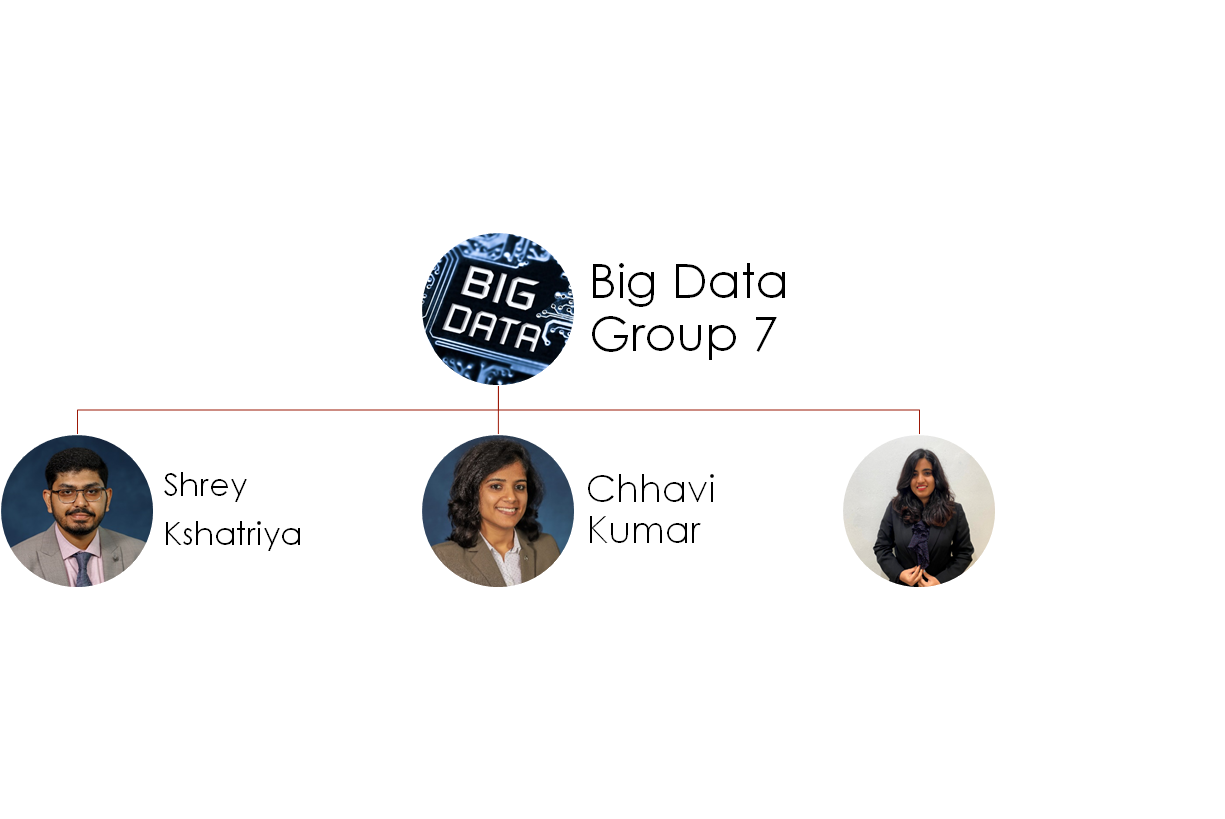 BIG
DATA
Big Data
Group 7
Shrey
Kshatriya
Chhavi
Kumar